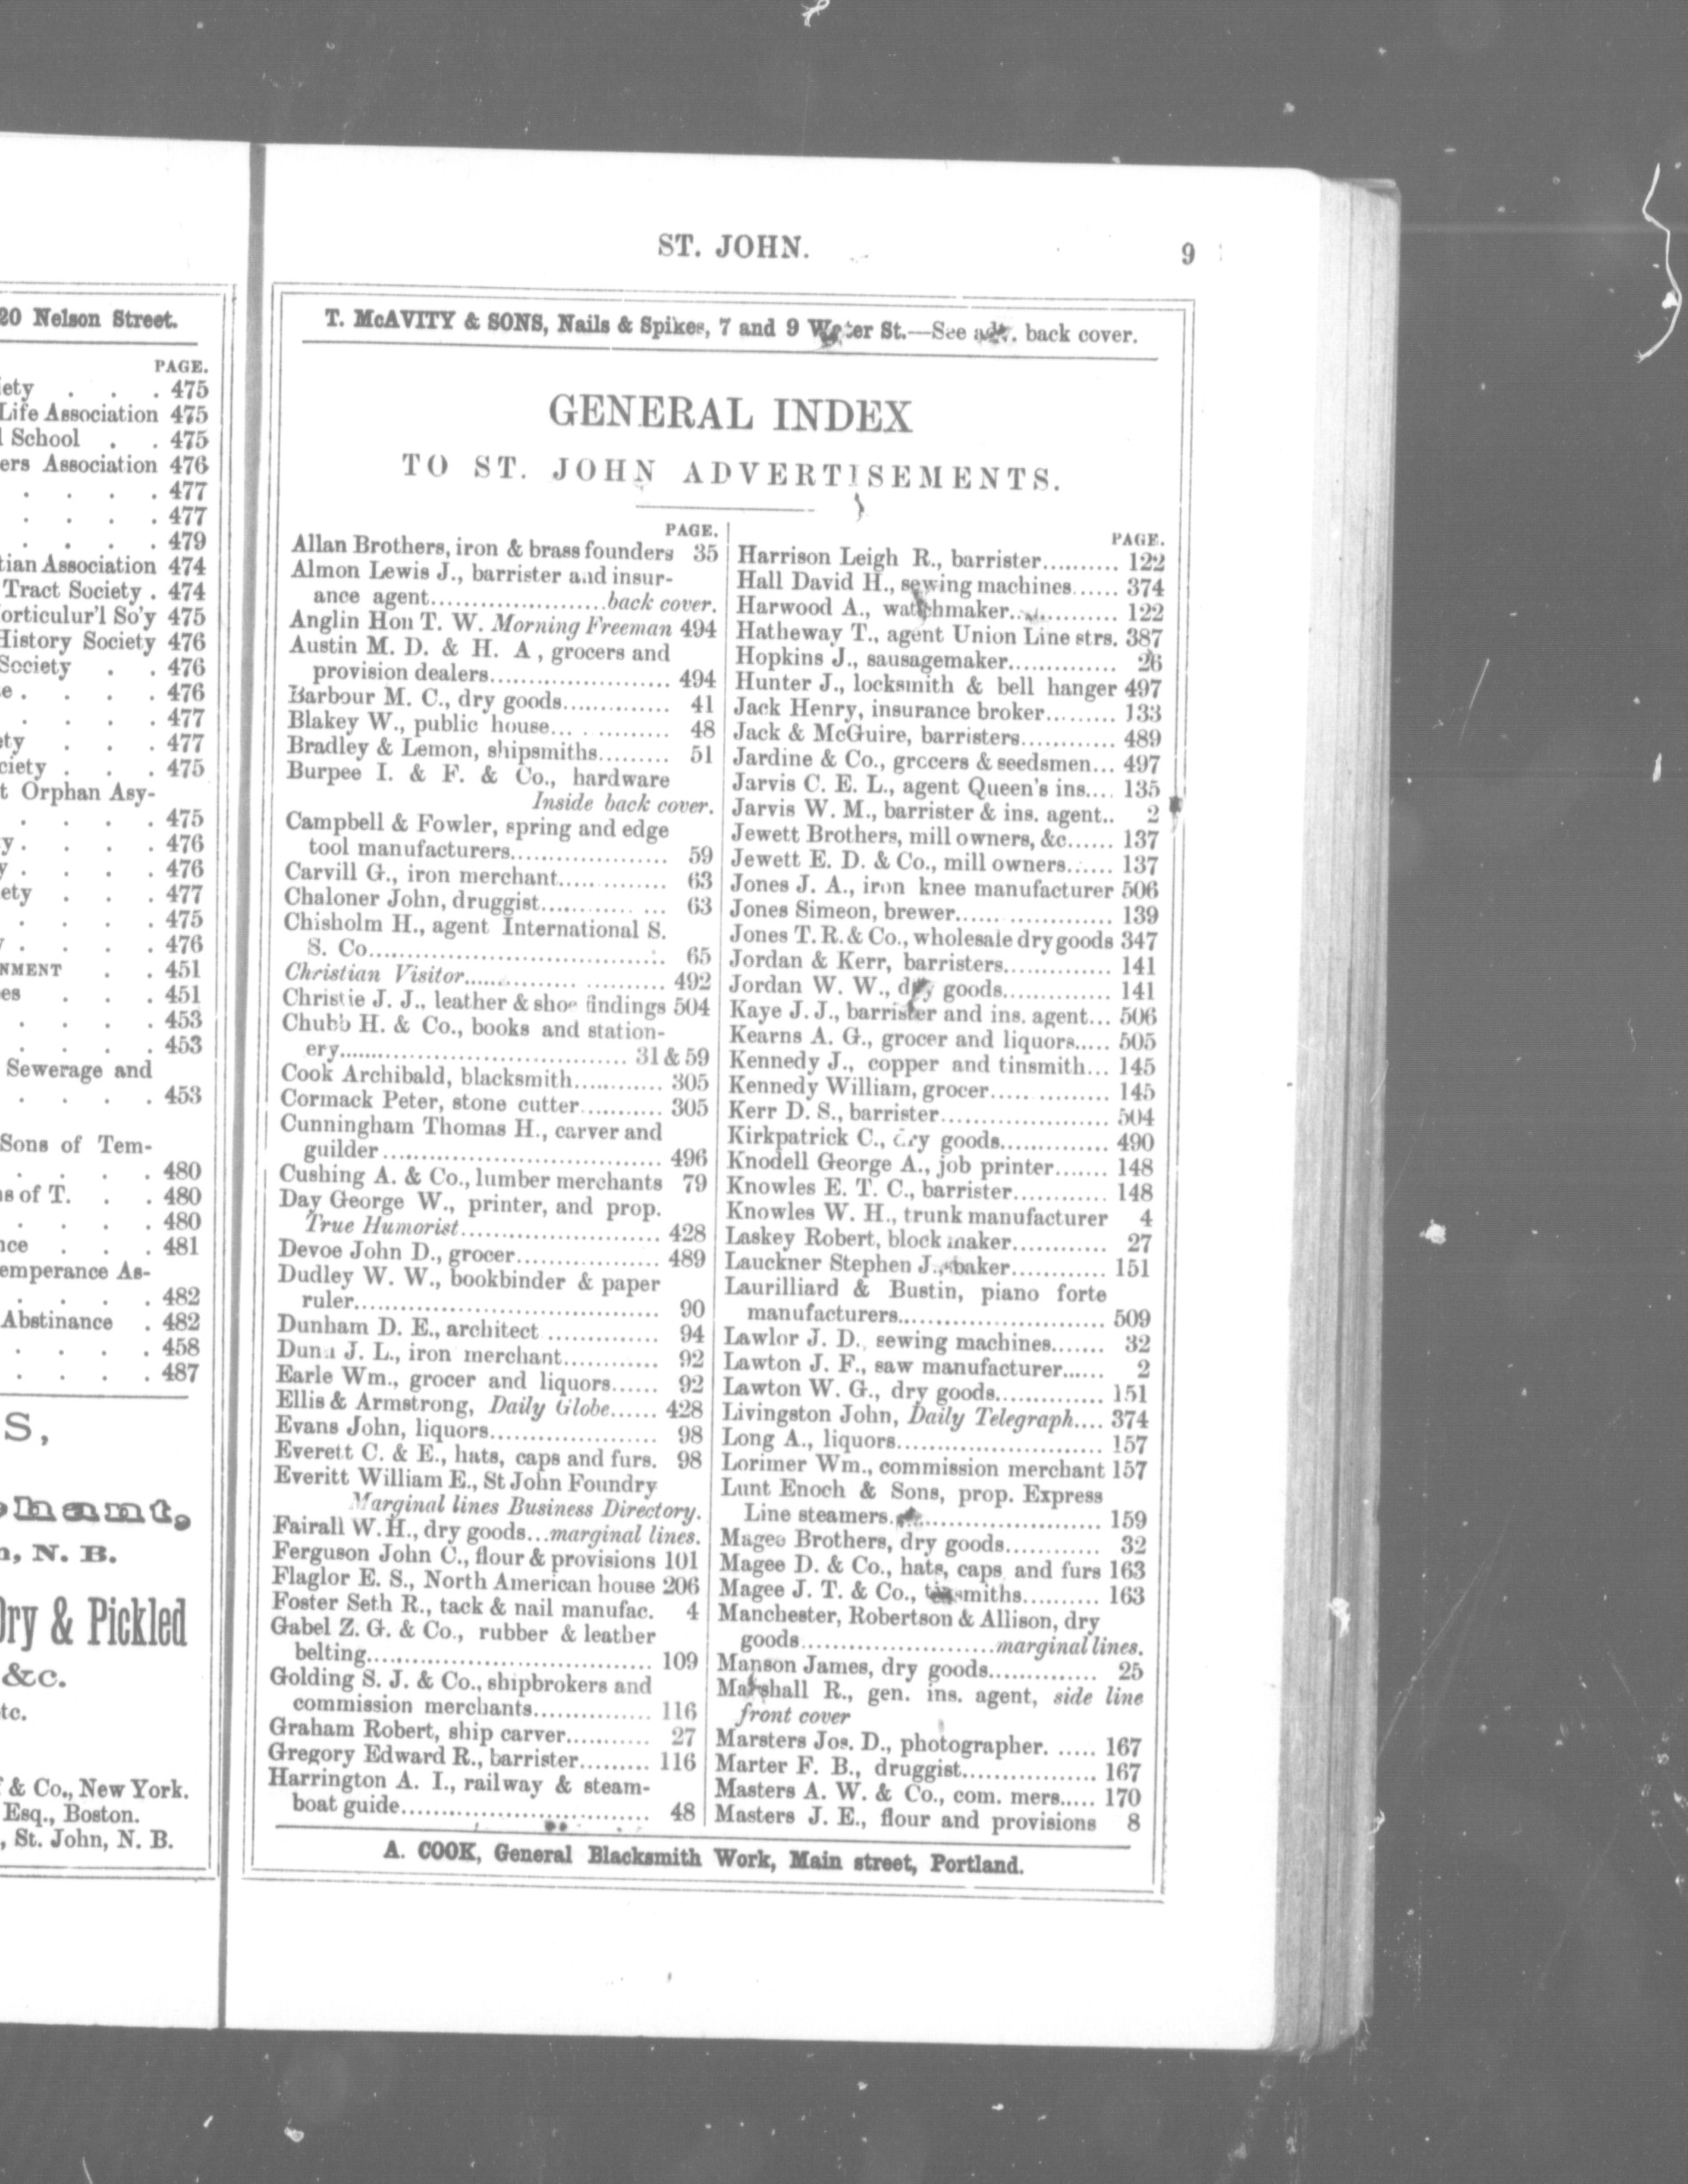 20 Nelson Street.
PAGE.
iety . . . 475
Life Association 475
l School . . 475
ers Association 476
. . . . 477
. . . . 477
. . . . 479
tian Association 474
Tract Society . 474
orticulur'l So'y 475
History Society 476
Society . . 476
e . . . . 476
. . . . 477
ety . . . 477
ciety . . . 475
t Orphan Asy-
. . . . 475
y . . . . 476
y . . . . 476
ety . . . 477
. . . . 475
y . . . . 476
NMENT . . 451
es . . . 451
. . . . 453
. . . . 453
Sewerage and
. . . . 453
Sons of Tem-
. . . . 480
ns of T. . . 480
. . . . 480
nce . . . 481
emperance As-
. . . . 482
Abstinance . 482
. . . . 458
. . . . 487
S,
chant,
n, N. B.
Dry & Pickled
&c.
tc.
f & Co., New York.
Esq., Boston.
, St. John, N. B.
ST. JOHN. 9
T. McAVITY & SONS, Nails & Spikes, 7 and 9 Water St.—See adv. back cover.
GENERAL INDEX
TO ST. JOHN ADVERTISEMENTS.
PAGE.
Allan Brothers, iron & brass founders 35
Almon Lewis J., barrister and insur-
ance agent......................back cover.
Anglin Hon T. W. Morning Freeman 494
Austin M. D. & H. A , grocers and
provision dealers...................... 494
Barbour M. C., dry goods............. 41
Blakey W., public house... .......... 48
Bradley & Lemon, shipsmiths......... 51
Burpee I. & F. & Co., hardware
Inside back cover.
Campbell & Fowler, spring and edge
tool manufacturers................... 59
Carvill G., iron merchant............. 63
Chaloner John, druggist............ ... 63
Chisholm H., agent International S.
S. Co.................................... 65
Christian Visitor............... .......... 492
Christie J. J., leather & shoe findings 504
Chubb H. & Co., books and station-
ery................................... 31 & 59
Cook Archibald, blacksmith........... 305
Cormack Peter, stone cutter.......... 305
Cunningham Thomas H., carver and
guilder .................................. 496
Cushing A. & Co., lumber merchants 79
Day George W., printer, and prop.
True Humorist........................ 428
Devoe John D., grocer................. 489
Dudley W. W., bookbinder & paper
ruler..................................... 90
Dunham D. E., architect ............. 94
Dunn J. L., iron merchant............ 92
Earle Wm., grocer and liquors...... 92
Ellis & Armstrong, Daily Globe...... 428
Evans John, liquors.................... 98
Everett C. & E., hats, caps and furs. 98
Everitt William E., St John Foundry
Marginal lines Business Directory.
Fairall W. H., dry goods...marginal lines.
Ferguson John C., flour & provisions 101
Flaglor E. S., North American house 206
Foster Seth R., tack & nail manufac. 4
Gabel Z. G. & Co., rubber & leather
belting................................... 109
Golding S. J. & Co., shipbrokers and
commission merchants............... 116
Graham Robert, ship carver........... 27
Gregory Edward R., barrister......... 116
Harrington A. I., railway & steam-
boat guide.............................. 48
PAGE.
Harrison Leigh R., barrister.......... 122
Hall David H., sewing machines...... 374
Harwood A., watchmaker.............. 122
Hatheway T., agent Union Line strs. 387
Hopkins J., sausagemaker............. 26
Hunter J., locksmith & bell hanger 497
Jack Henry, insurance broker......... 133
Jack & McGuire, barristers............ 489
Jardine & Co., grocers & seedsmen... 497
Jarvis C. E. L., agent Queen's ins.... 135
Jarvis W. M., barrister & ins. agent.. 2
Jewett Brothers, mill owners, &c...... 137
Jewett E. D. & Co., mill owners...... 137
Jones J. A., iron knee manufacturer 506
Jones Simeon, brewer...... ............. 139
Jones T. R. & Co., wholesale dry goods 347
Jordan & Kerr, barristers............. 141
Jordan W. W., dry goods............. 141
Kaye J. J., barrister and ins. agent... 506
Kearns A. G., grocer and liquors..... 505
Kennedy J., copper and tinsmith... 145
Kennedy William, grocer..... .......... 145
Kerr D. S., barrister.................... 504
Kirkpatrick C., dry goods............. 490
Knodell George A., job printer....... 148
Knowles E. T. C., barrister........... 148
Knowles W. H., trunk manufacturer 4
Laskey Robert, block maker........... 27
Lauckner Stephen J., baker........... 151
Laurilliard & Bustin, piano forte
manufacturers......................... 509
Lawlor J. D., sewing machines....... 32
Lawton J. F., saw manufacturer...... 2
Lawton W. G., dry goods............. 151
Livingston John, Daily Telegraph.... 374
Long A., liquors......................... 157
Lorimer Wm., commission merchant 157
Lunt Enoch & Sons, prop. Express
Line steamers......................... 159
Magee Brothers, dry goods........... 32
Magee D. & Co., hats, caps and furs 163
Magee J. T. & Co., tinsmiths.......... 163
Manchester, Robertson & Allison, dry
goods........................marginal lines.
Manson James, dry goods............. 25
Marshall R., gen. ins. agent, side line
front cover
Marsters Jos. D., photographer. ..... 167
Marter F. B., druggist................. 167
Masters A. W. & Co., com. mers..... 170
Masters J. E., flour and provisions 8
A. COOK, General Blacksmith Work, Main street, Portland.